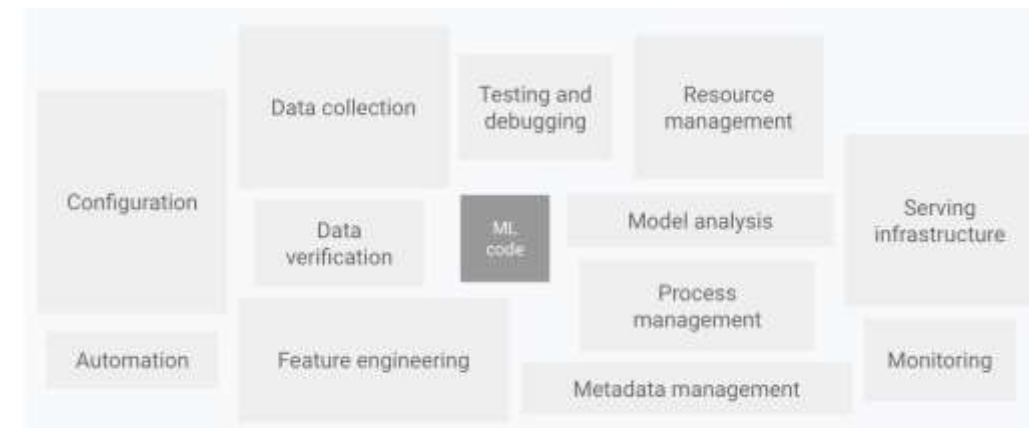 Data collection
Testing and
debugging
Resource
management
Configuration
Data
verification
ML
code
Model analysis
Serving
infrastructure
Process
management
Automation
Feature engineering
Metadata management
Monitoring